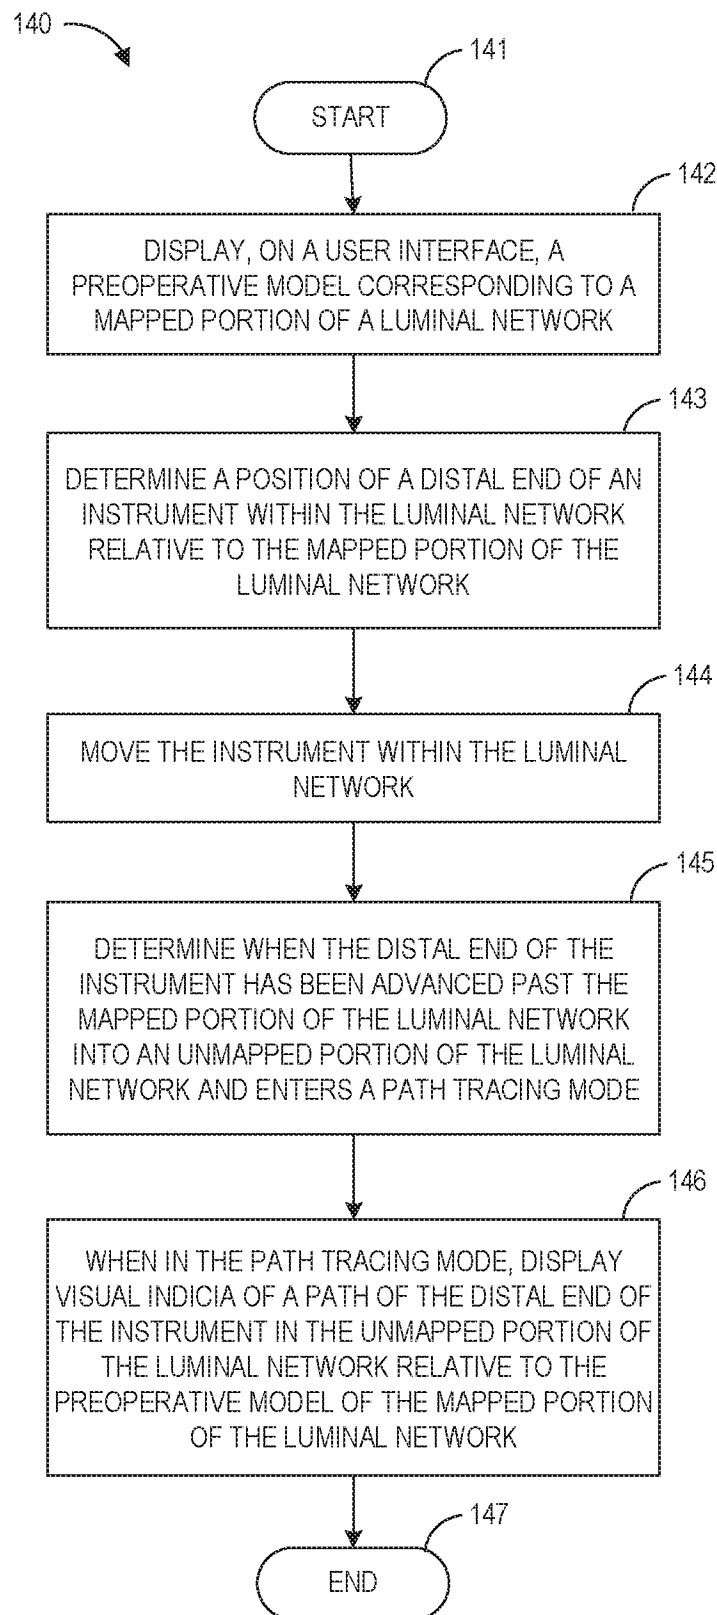 140
141
START
142
DISPLAY, ON A USER INTERFACE, A
PREOPERATIVE MODEL CORRESPONDING TO A
MAPPED PORTION OF A LUMINAL NETWORK
143
DETERMINE A POSITION OF A DISTAL END OF AN
INSTRUMENT WITHIN THE LUMINAL NETWORK
RELATIVE TO THE MAPPED PORTION OF THE
LUMINAL NETWORK
144
MOVE THE INSTRUMENT WITHIN THE LUMINAL
NETWORK
145
DETERMINE WHEN THE DISTAL END OF THE
INSTRUMENT HAS BEEN ADVANCED PAST THE
MAPPED PORTION OF THE LUMINAL NETWORK
INTO AN UNMAPPED PORTION OF THE LUMINAL
NETWORK AND ENTERS A PATH TRACING MODE
146
WHEN IN THE PATH TRACING MODE, DISPLAY
VISUAL INDICIA OF A PATH OF THE DISTAL END OF
THE INSTRUMENT IN THE UNMAPPED PORTION OF
THE LUMINAL NETWORK RELATIVE TO THE
PREOPERATIVE MODEL OF THE MAPPED PORTION
OF THE LUMINAL NETWORK
147
END